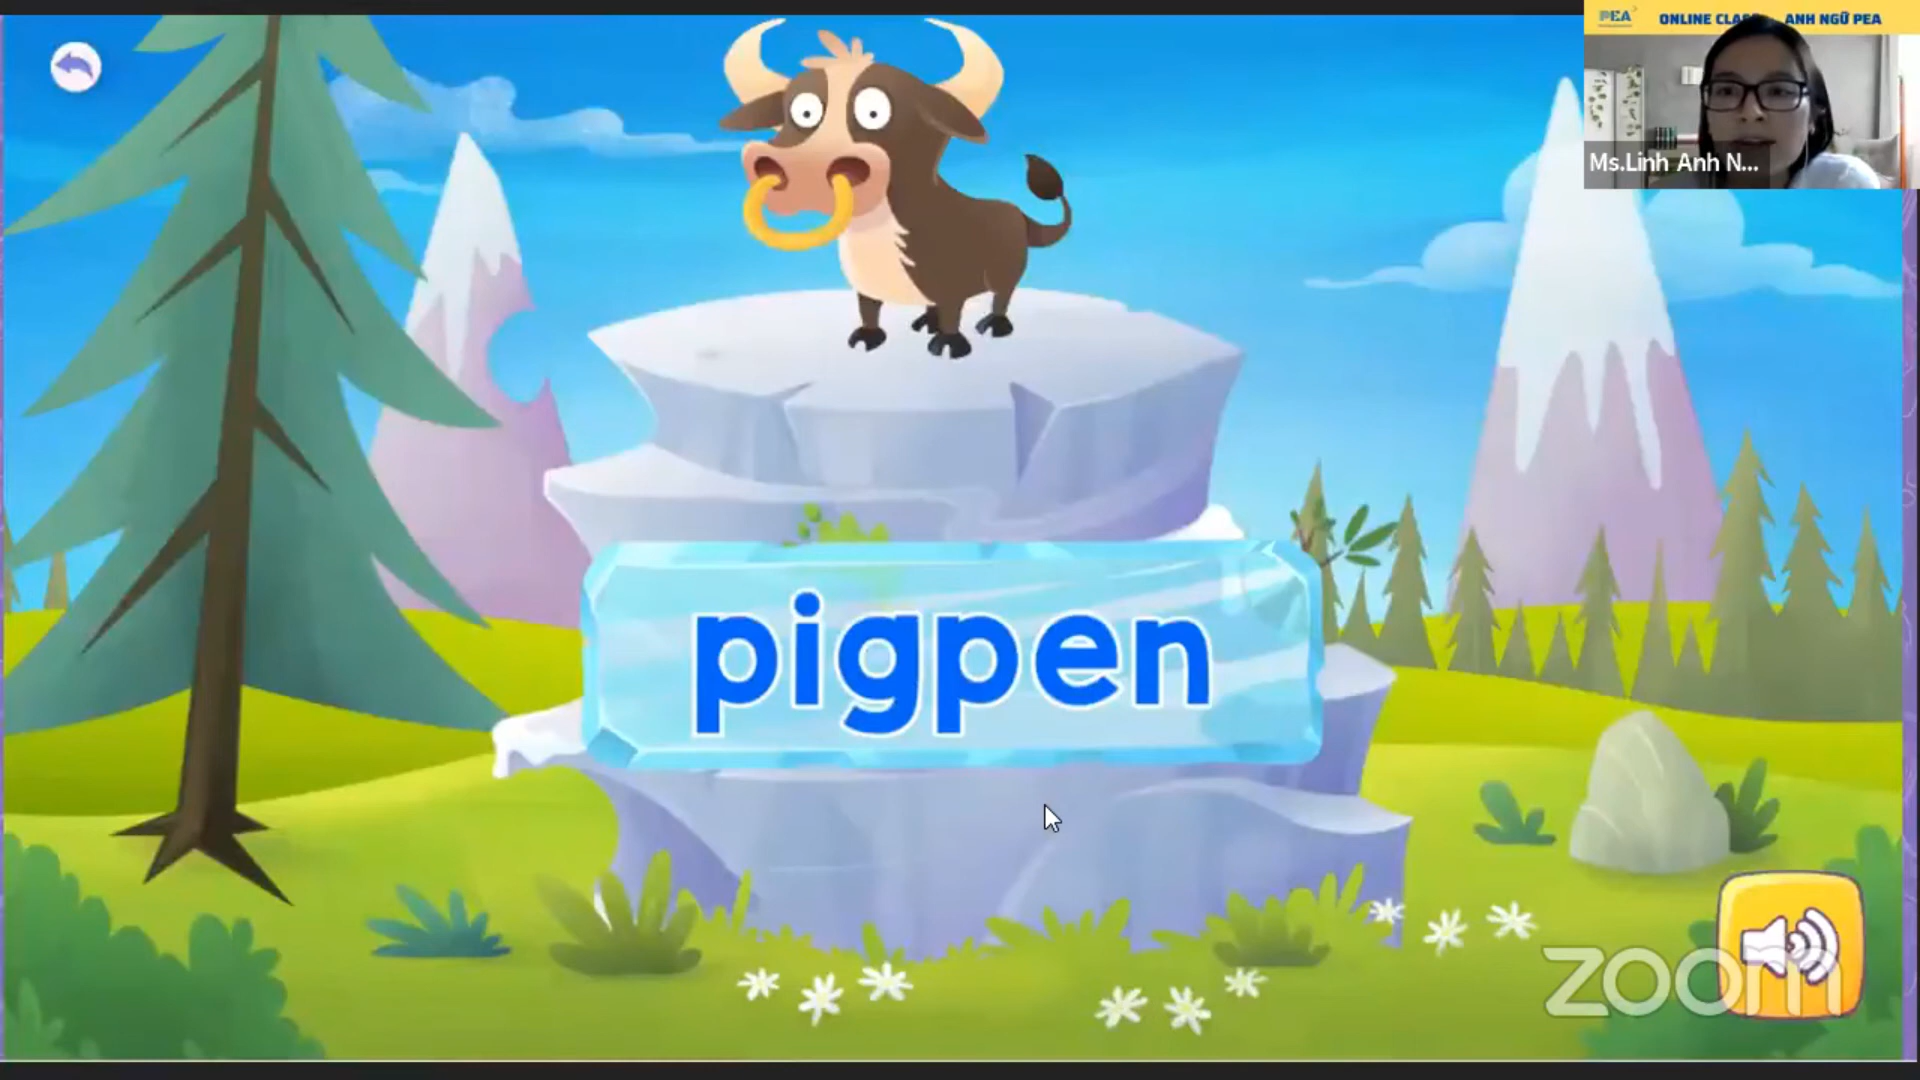 PEA
ONLINE CLASS ANH NGỮ PEA
Ms.Linh Anh N...
pigpen
zoom